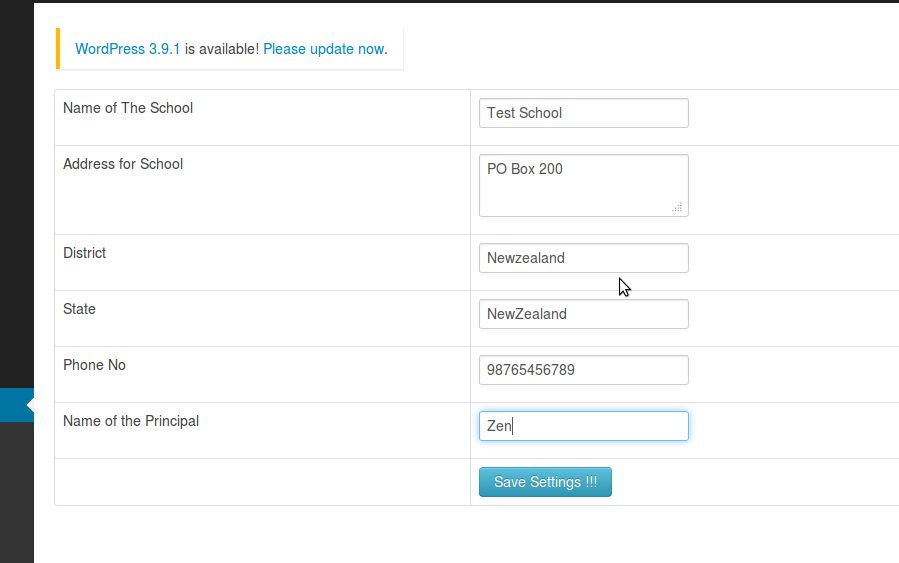 WordPress 3.9.1 is available! Please update now.
Name of The School
Test School
Address for School
PO Box 200
District
Newzealand
State
NewZealand
Phone No
98765456789
Name of the Principal
Zen
Save Settings !!!